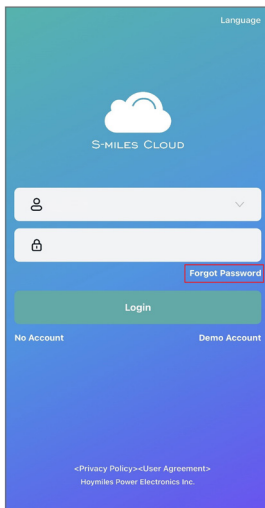 Language
S-MILES CLOUD
Forgot Password
Login
No Account Demo Account
<Privacy Policy><User Agreement>
Hoymiles Power Electronics Inc.